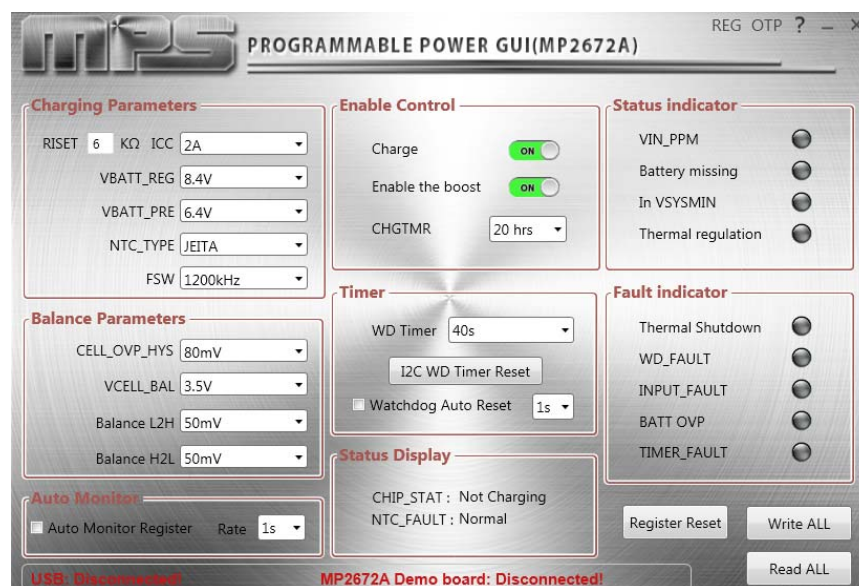 REG OTP ? – X
MPS PROGRAMMABLE POWER GUI(MP2672A)
Charging Parameters
RISET 6 KΩ ICC 2A
VBATT_REG 8.4V
VBATT_PRE 6.4V
NTC_TYPE JEITA
FSW 1200kHz
Balance Parameters
CELL_OVP_HYS 80mV
VCELL_BAL 3.5V
Balance L2H 50mV
Balance H2L 50mV
Auto Monitor
Auto Monitor Register Rate 1s
Enable Control
Charge ON
Enable the boost ON
CHGTMR 20 hrs
Timer
WD Timer 40s
I2C WD Timer Reset
Watchdog Auto Reset 1s
Status Display
CHIP_STAT : Not Charging
NTC_FAULT : Normal
Status indicator
VIN_PPM
Battery missing
In VSYSMIN
Thermal regulation
Fault indicator
Thermal Shutdown
WD_FAULT
INPUT_FAULT
BATT OVP
TIMER_FAULT
Register Reset Write ALL
Read ALL
USB: Disconnected! MP2672A Demo board: Disconnected!